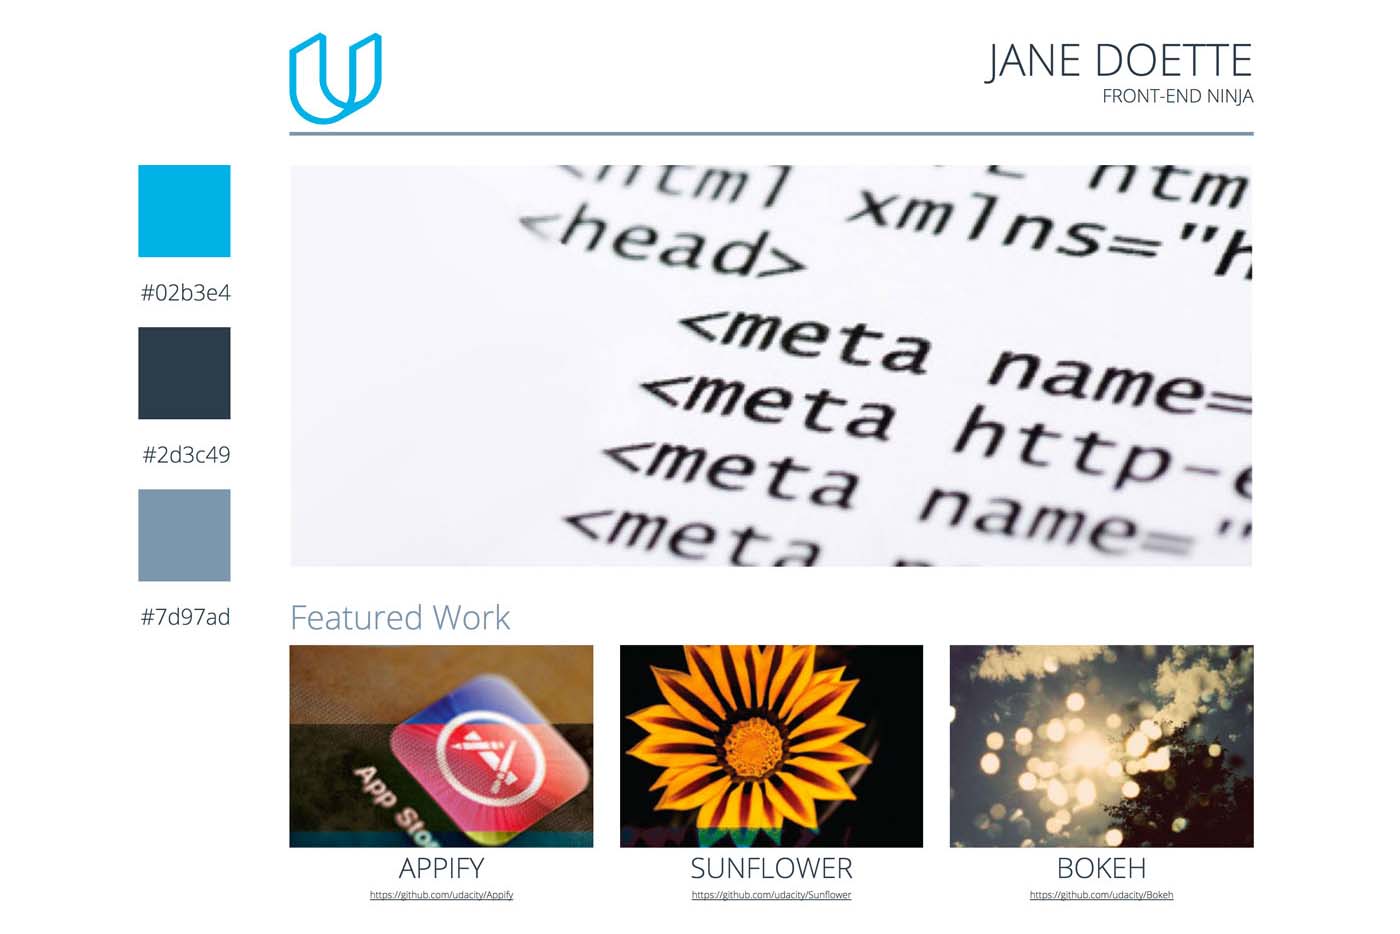 JANE DOETTE
FRONT-END NINJA
#02b3e4
#2d3c49
#7d97ad
<html
html
xmlns="h
<head>
<meta name=
<meta http-e
<meta name="
<meta
Featured Work
App Sto
APPIFY
https://github.com/udacity/Appify
SUNFLOWER
https://github.com/udacity/Sunflower
BOKEH
https://github.com/udacity/Bokeh